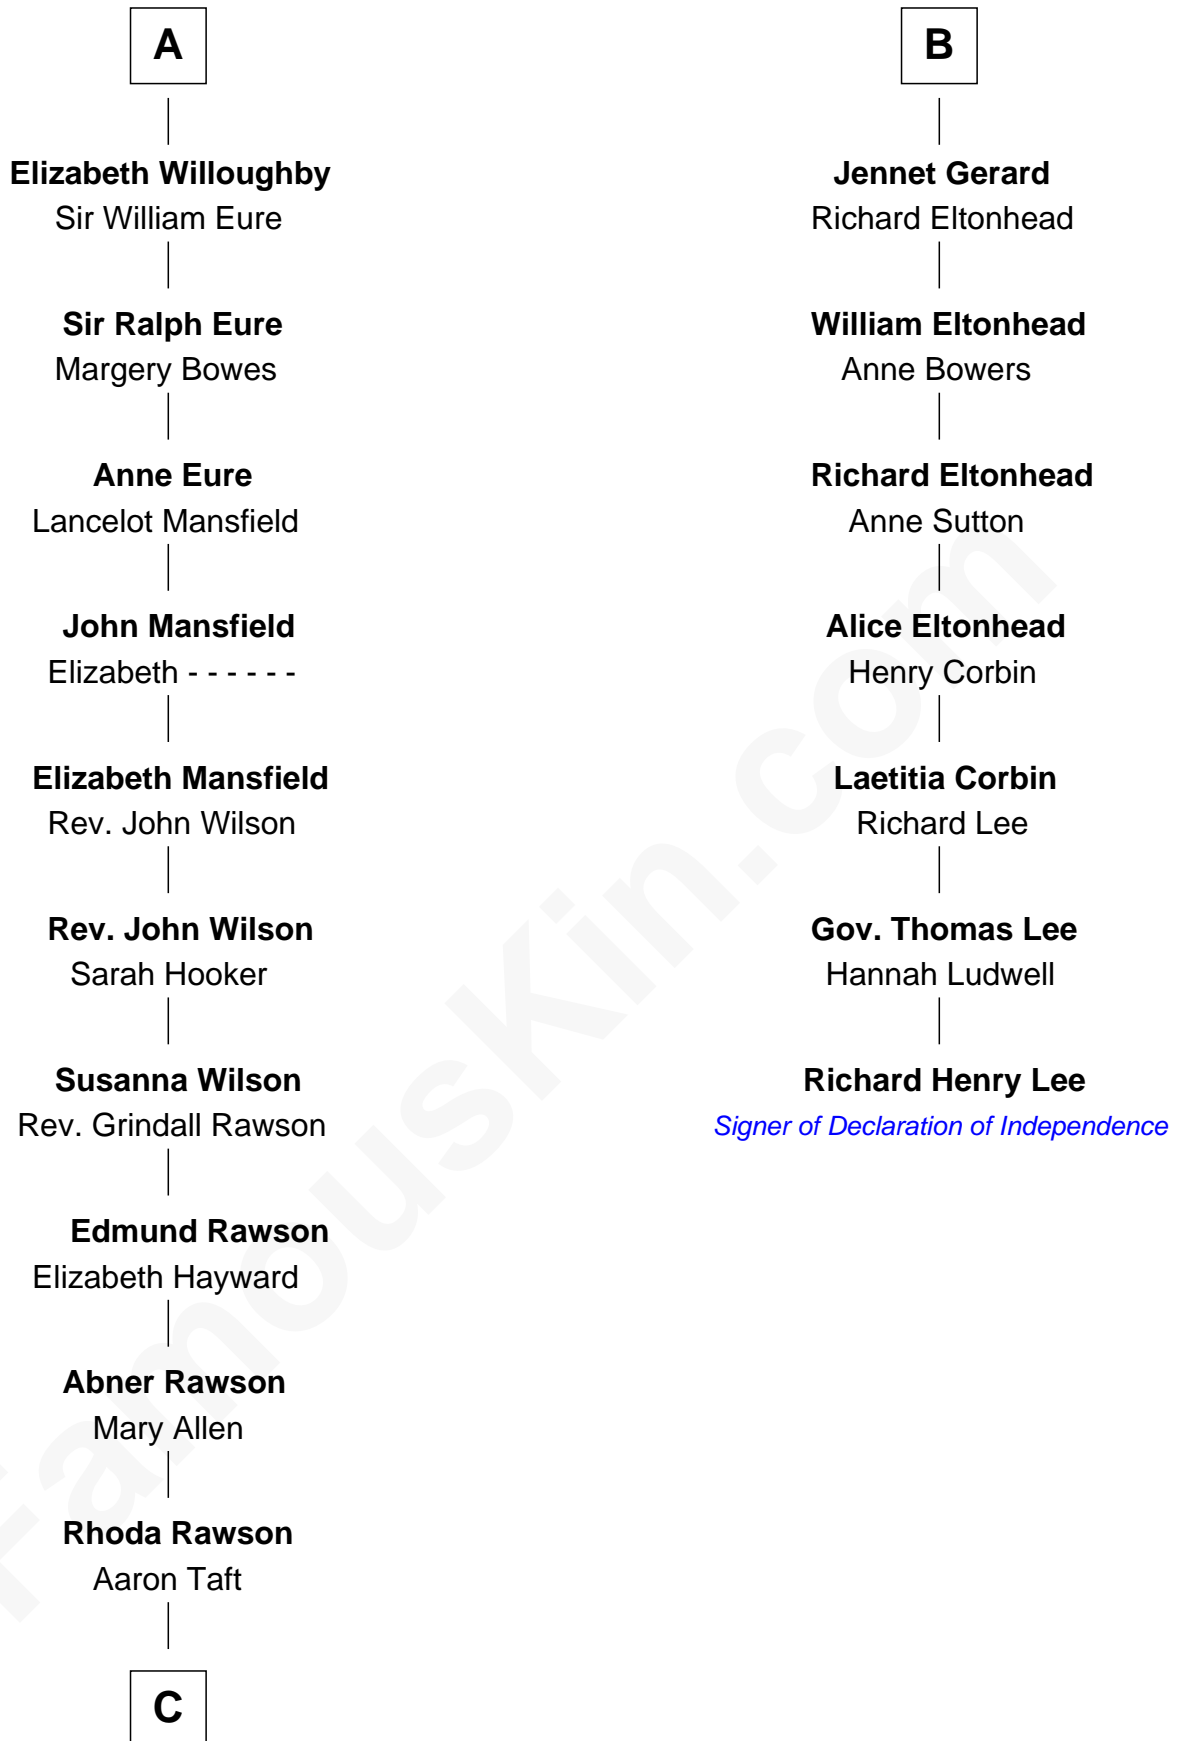 A
Elizabeth Willoughby
Sir William Eure
Sir Ralph Eure
Margery Bowes
Anne Eure
Lancelot Mansfield
John Mansfield
Elizabeth - - - - - -
Elizabeth Mansfield
Rev. John Wilson
Rev. John Wilson
Sarah Hooker
Susanna Wilson
Rev. Grindall Rawson
Edmund Rawson
Elizabeth Hayward
Abner Rawson
Mary Allen
Rhoda Rawson
Aaron Taft
C
B
Jennet Gerard
Richard Eltonhead
William Eltonhead
Anne Bowers
Richard Eltonhead
Anne Sutton
Alice Eltonhead
Henry Corbin
Laetitia Corbin
Richard Lee
Gov. Thomas Lee
Hannah Ludwell
Richard Henry Lee
Signer of Declaration of Independence
FamousKin.com